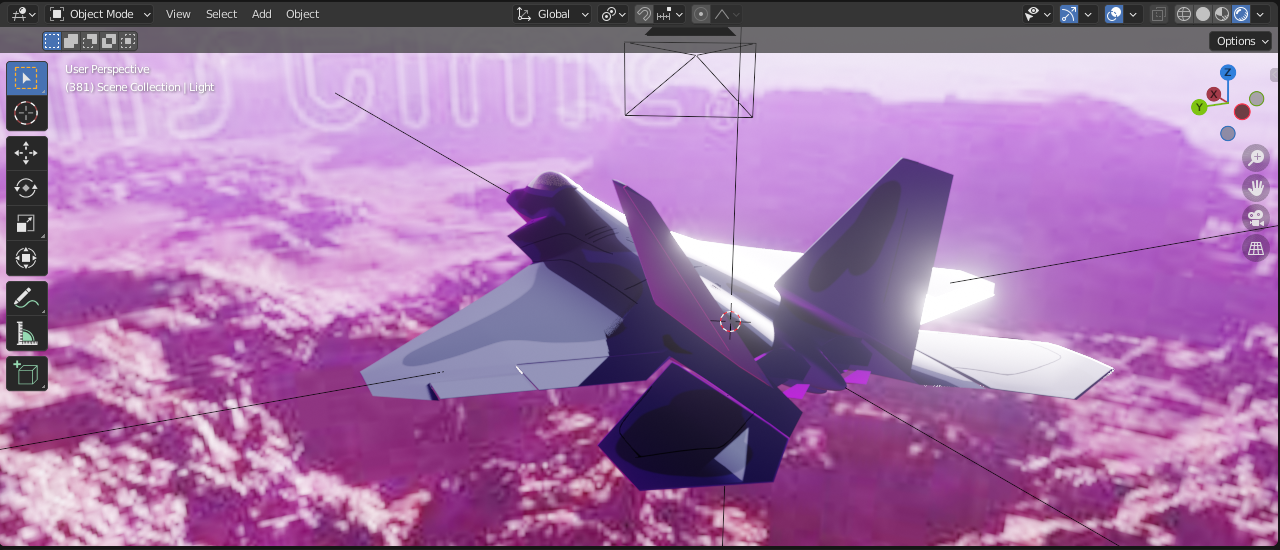 Object Mode View Select Add Object Global
Options
User Perspective
(381) Scene Collection | Light
Z
X
Y